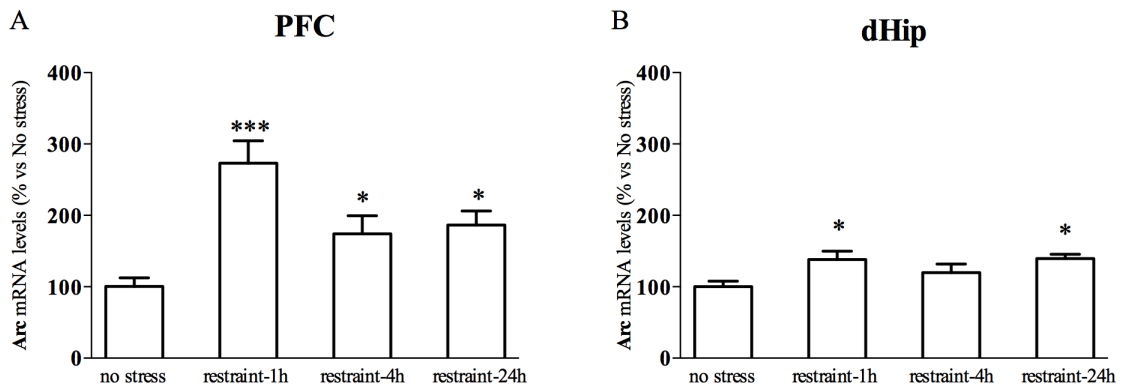 A
PFC
Arc mRNA levels (% vs No stress)
400
300
200
100
0
***
*
*
no stress
restraint-1h
restraint-4h
restraint-24h
B
dHip
Arc mRNA levels (% vs No stress)
400
300
200
100
0
*
*
no stress
restraint-1h
restraint-4h
restraint-24h